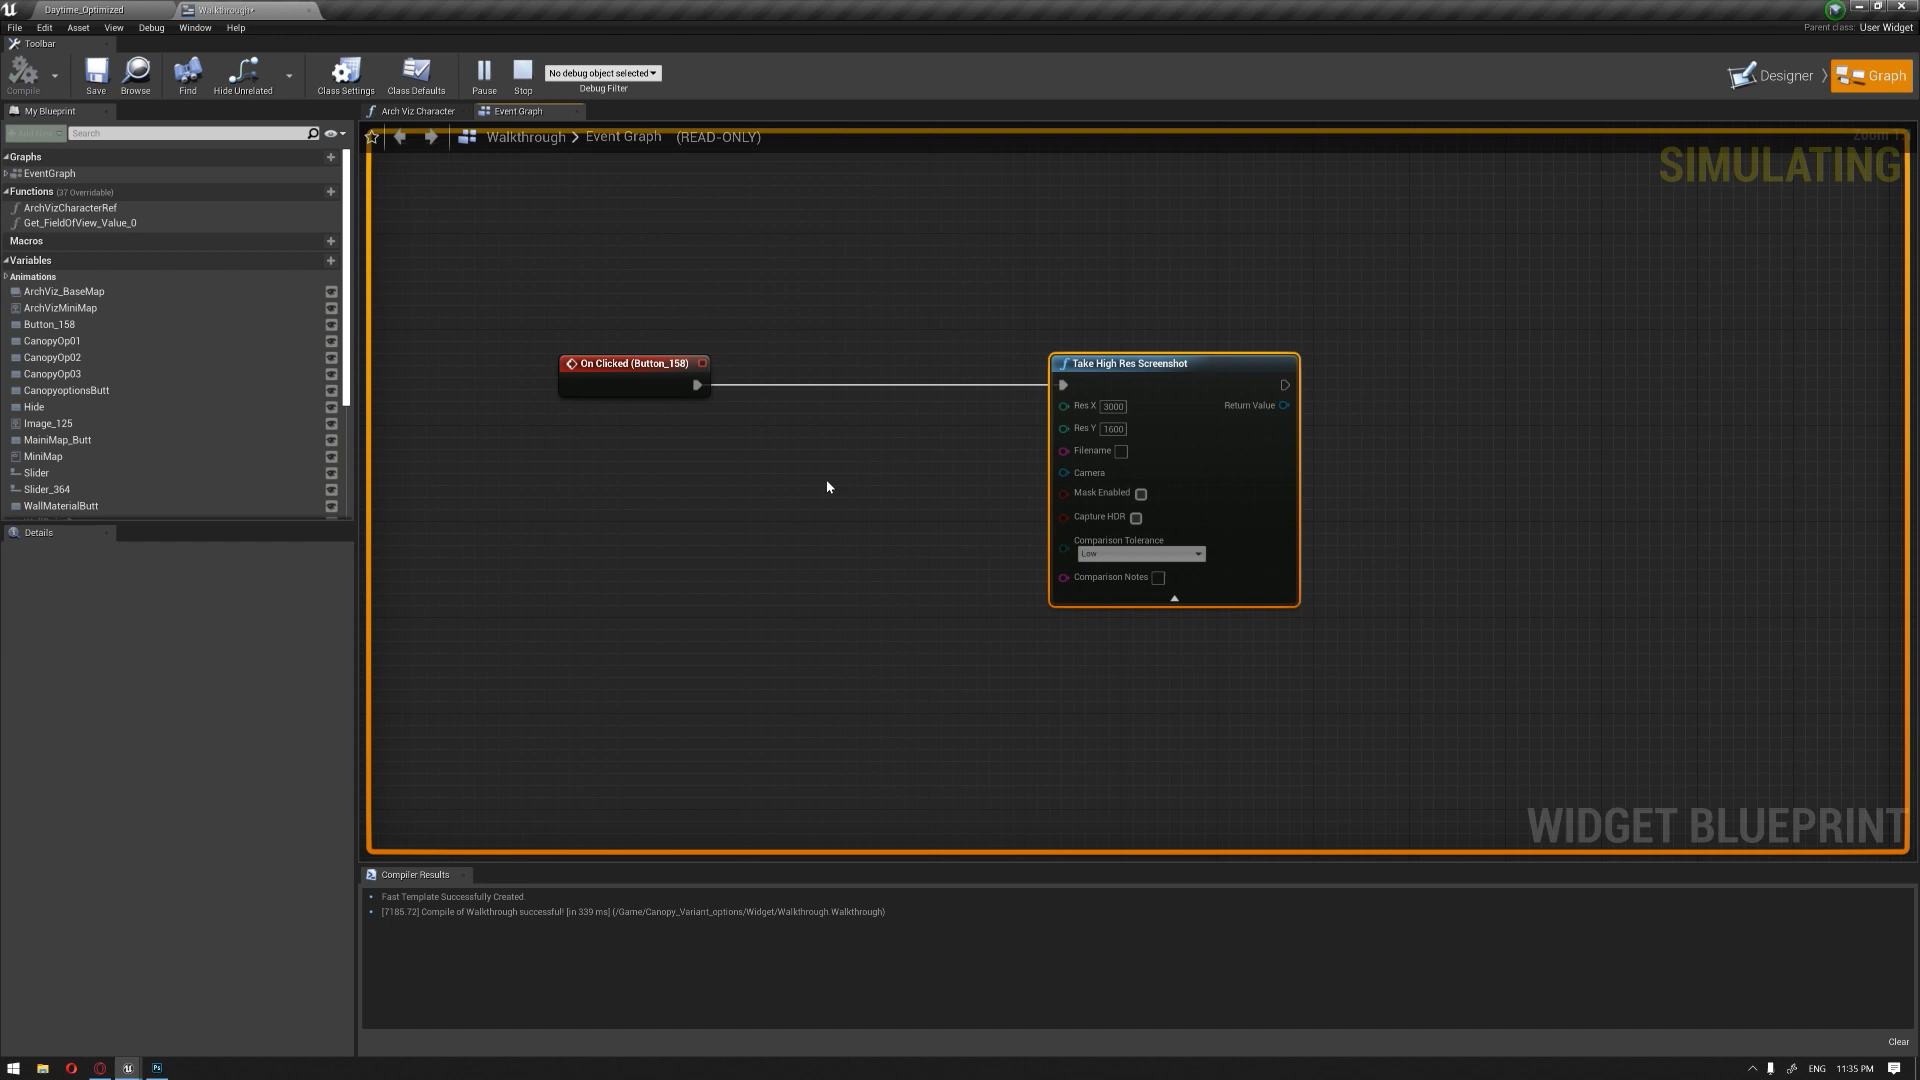 Daytime_Optimized
Walkthrough*
File
Edit
Asset
View
Debug
Window
Help
Parent class: User Widget
Toolbar
Compile
Save
Browse
Find
Hide Unrelated
Class Settings
Class Defaults
Pause
Stop
No debug object selected
Debug Filter
Designer
Graph
My Blueprint
Arch Viz Character
Event Graph
Add New
Search
Walkthrough > Event Graph (READ-ONLY)
SIMULATING
Graphs
EventGraph
Functions (37 Overridable)
ArchVizCharacterRef
Get_FieldOfView_Value_0
Macros
Variables
Animations
ArchViz_BaseMap
ArchVizMiniMap
Button_158
CanopyOp01
CanopyOp02
CanopyOp03
CanopyoptionsButt
Hide
Image_125
MainiMap_Butt
MiniMap
Slider
Slider_364
WallMaterialButt
Details
On Clicked (Button_158)
Take High Res Screenshot
Res X 3000
Return Value
Res Y 1600
Filename
Camera
Mask Enabled
Capture HDR
Comparison Tolerance
Low
Comparison Notes
WIDGET BLUEPRINT
Compiler Results
Fast Template Successfully Created.
[7185.72] Compile of Walkthrough successful! [in 339 ms] (/Game/Canopy_Variant_options/Widget/Walkthrough.Walkthrough)
Clear
Ps
ENG
11:35 PM